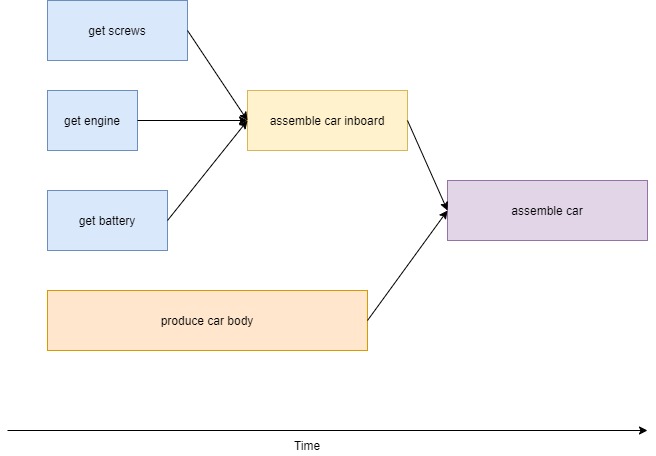 get screws
get engine
assemble car inboard
get battery
assemble car
produce car body
Time